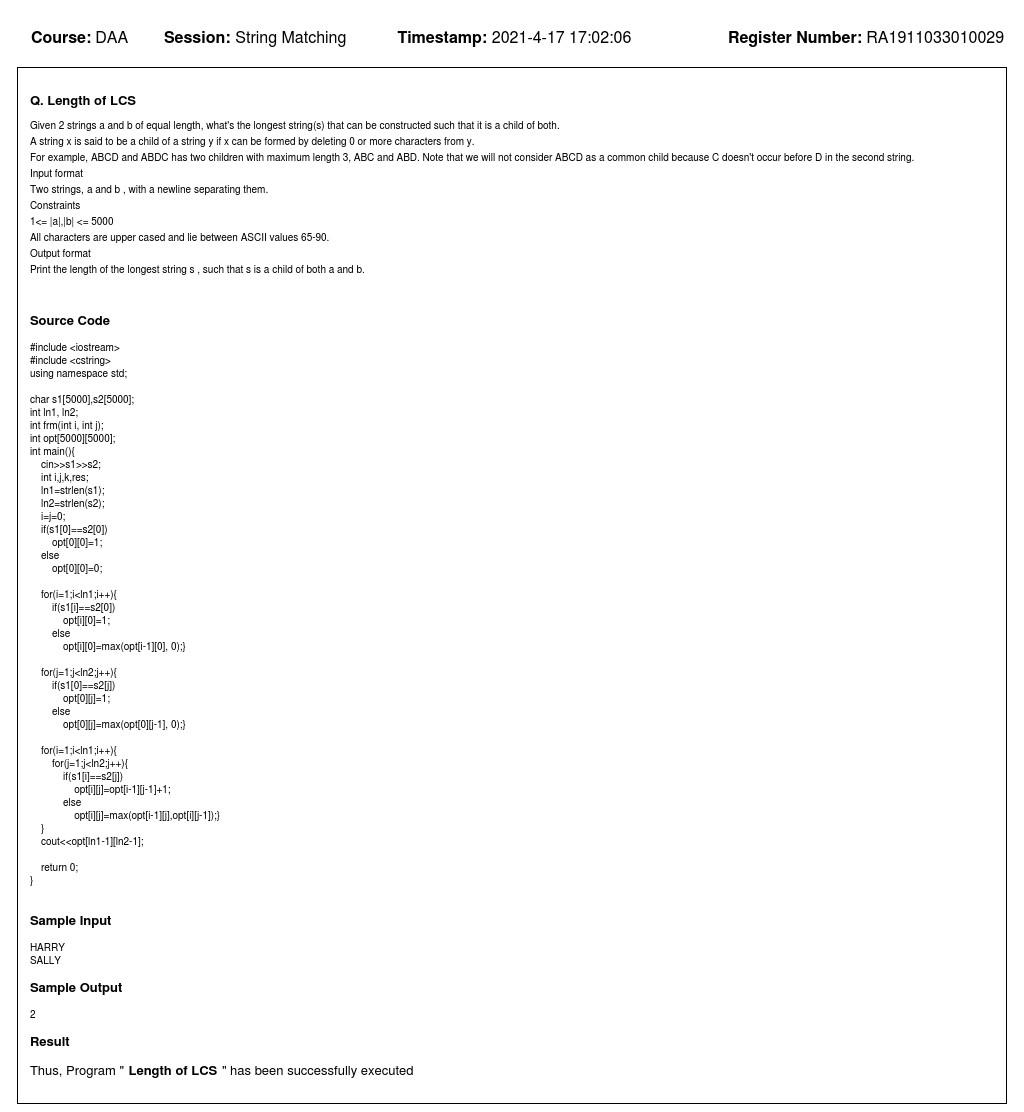 Course: DAA Session: String Matching Timestamp: 2021-4-17 17:02:06 Register Number: RA1911033010029
Q. Length of LCS
Given 2 strings a and b of equal length, what's the longest string(s) that can be constructed such that it is a child of both.
A string x is said to be a child of a string y if x can be formed by deleting 0 or more characters from y.
For example, ABCD and ABDC has two children with maximum length 3, ABC and ABD. Note that we will not consider ABCD as a common child because C doesn't occur before D in the second string.
Input format
Two strings, a and b , with a newline separating them.
Constraints
1<= |a|,|b| <= 5000
All characters are upper cased and lie between ASCII values 65-90.
Output format
Print the length of the longest string s , such that s is a child of both a and b.
Source Code
#include <iostream>
#include <cstring>
using namespace std;
char s1[5000],s2[5000];
int ln1, ln2;
int frm(int i, int j);
int opt[5000][5000];
int main(){
    cin>>s1>>s2;
    int i,j,k,res;
    ln1=strlen(s1);
    ln2=strlen(s2);
    i=j=0;
    if(s1[0]==s2[0])
        opt[0][0]=1;
    else
        opt[0][0]=0;
    for(i=1;i<ln1;i++){
        if(s1[i]==s2[0])
            opt[i][0]=1;
        else
            opt[i][0]=max(opt[i-1][0], 0);}
    for(j=1;j<ln2;j++){
        if(s1[0]==s2[j])
            opt[0][j]=1;
        else
            opt[0][j]=max(opt[0][j-1], 0);}
    for(i=1;i<ln1;i++){
        for(j=1;j<ln2;j++){
            if(s1[i]==s2[j])
                opt[i][j]=opt[i-1][j-1]+1;
            else
                opt[i][j]=max(opt[i-1][j],opt[i][j-1]);}
    }
    cout<<opt[ln1-1][ln2-1];
    return 0;
}
Sample Input
HARRY
SALLY
Sample Output
2
Result
Thus, Program " Length of LCS " has been successfully executed